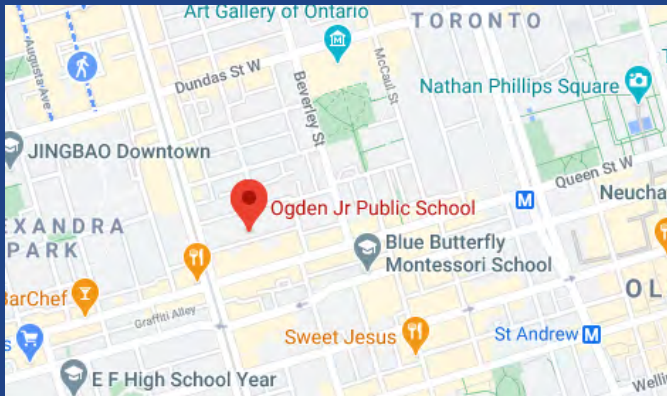 Art Gallery of Ontario
TORONTO
Augusta Ave
Dundas St W
Beverley St
McCaul St
Nathan Phillips Square
JINGBAO Downtown
Queen St W
Ogden Jr Public School
M
Neucha
EXANDRA
PARK
Blue Butterfly
Montessori School
BarChef
OL
Graffiti Alley
Sweet Jesus
St Andrew M
s
E F High School Year
Wellin